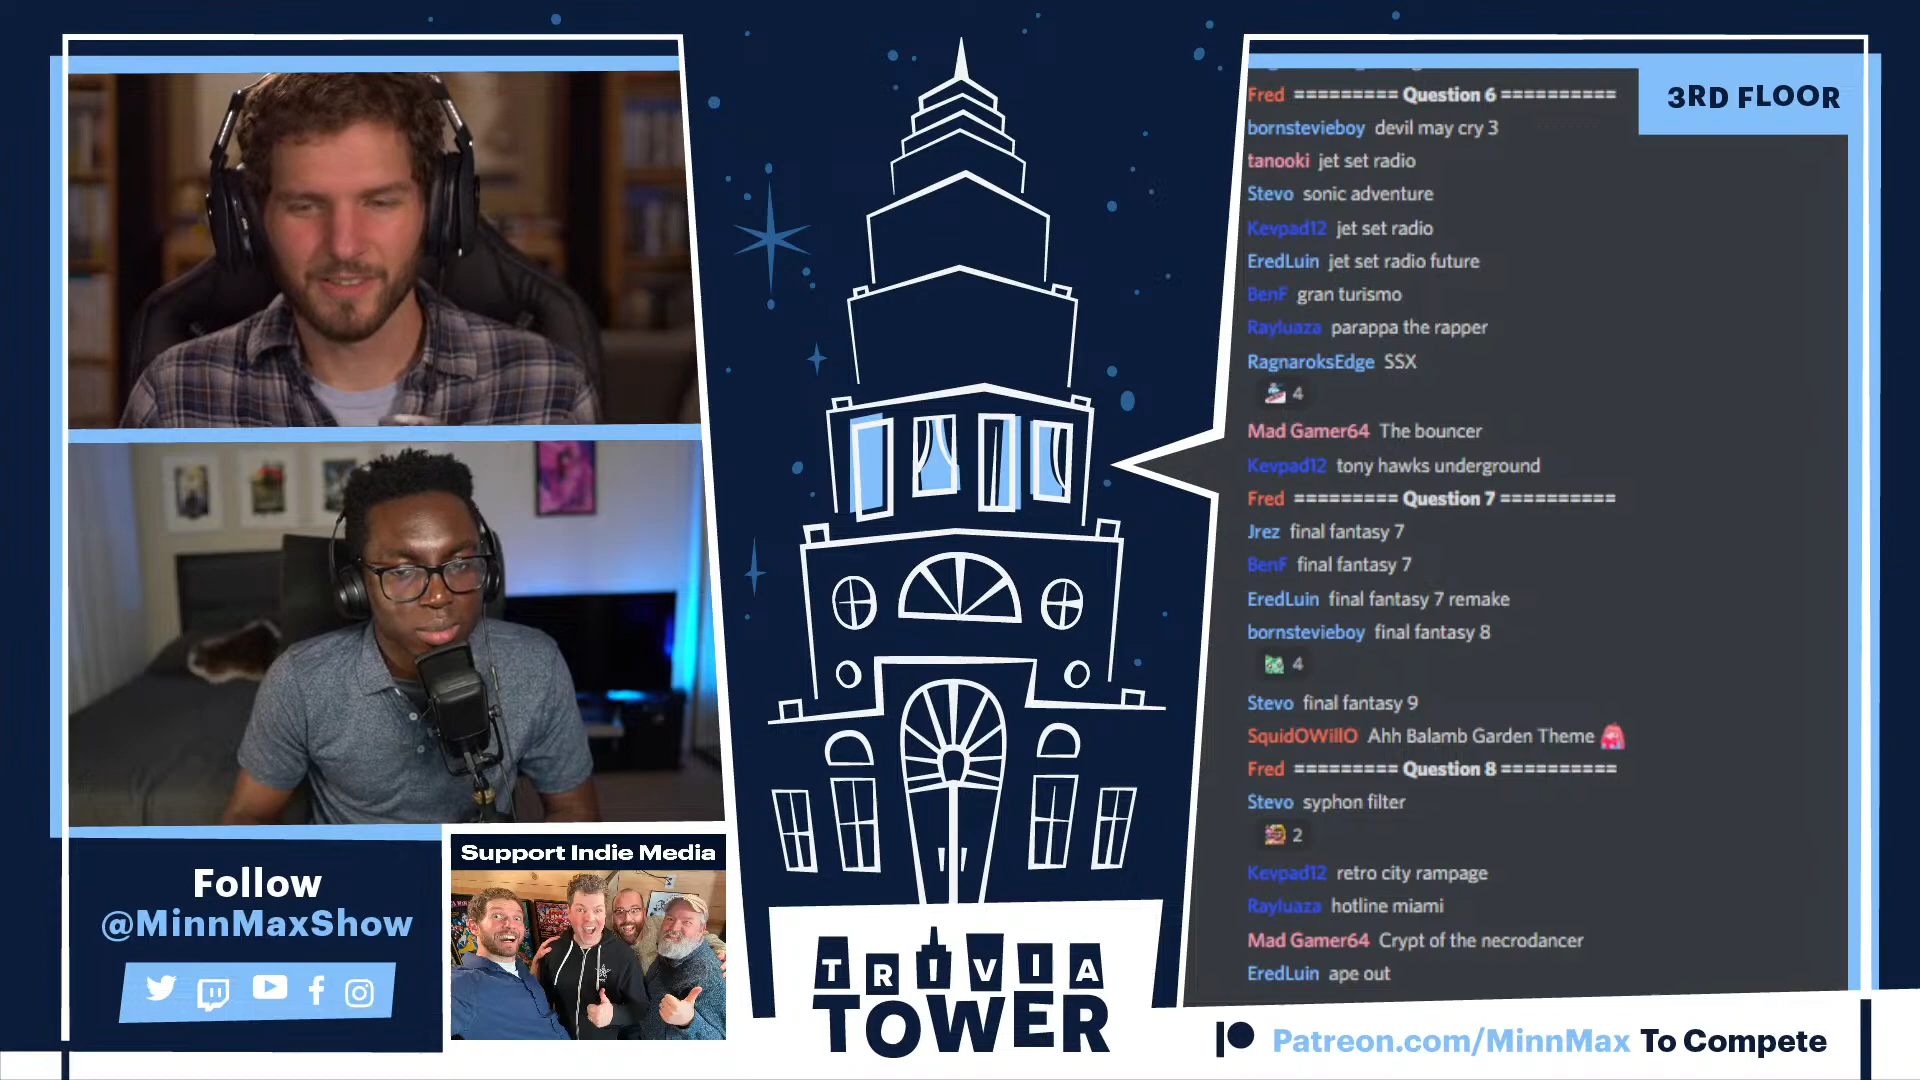 Fred ========= Question 6 ==========
3RD FLOOR
bornstevieboy devil may cry 3
tanooki jet set radio
Stevo sonic adventure
Kevpad12 jet set radio
EredLuin jet set radio future
BenF gran turismo
Rayluaza parappa the rapper
RagnaroksEdge SSX
4
Mad Gamer64 The bouncer
Kevpad12 tony hawks underground
Fred ========= Question 7 ==========
Jrez final fantasy 7
BenF final fantasy 7
EredLuin final fantasy 7 remake
bornstevieboy final fantasy 8
4
Stevo final fantasy 9
SquidOWillO Ahh Balamb Garden Theme
Fred ========= Question 8 ==========
Stevo syphon filter
2
Kevpad12 retro city rampage
Rayluaza hotline miami
Mad Gamer64 Crypt of the necrodancer
EredLuin ape out
Follow
@MinnMaxShow
Support Indie Media
TRIVIA
TOWER
Patreon.com/MinnMax To Compete